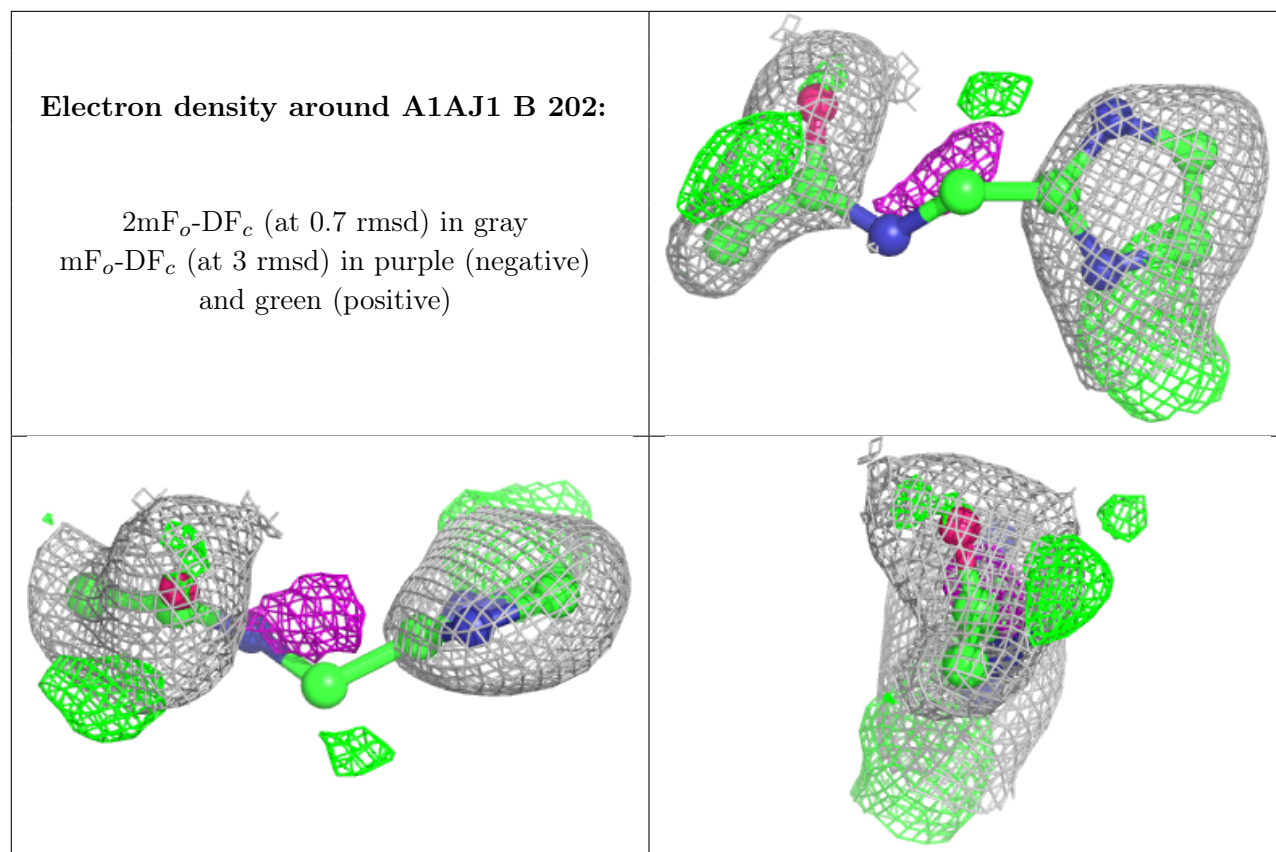 Electron density around A1AJ1 B 202:
2mFo-DFc (at 0.7 rmsd) in gray
mFo-DFc (at 3 rmsd) in purple (negative)
and green (positive)